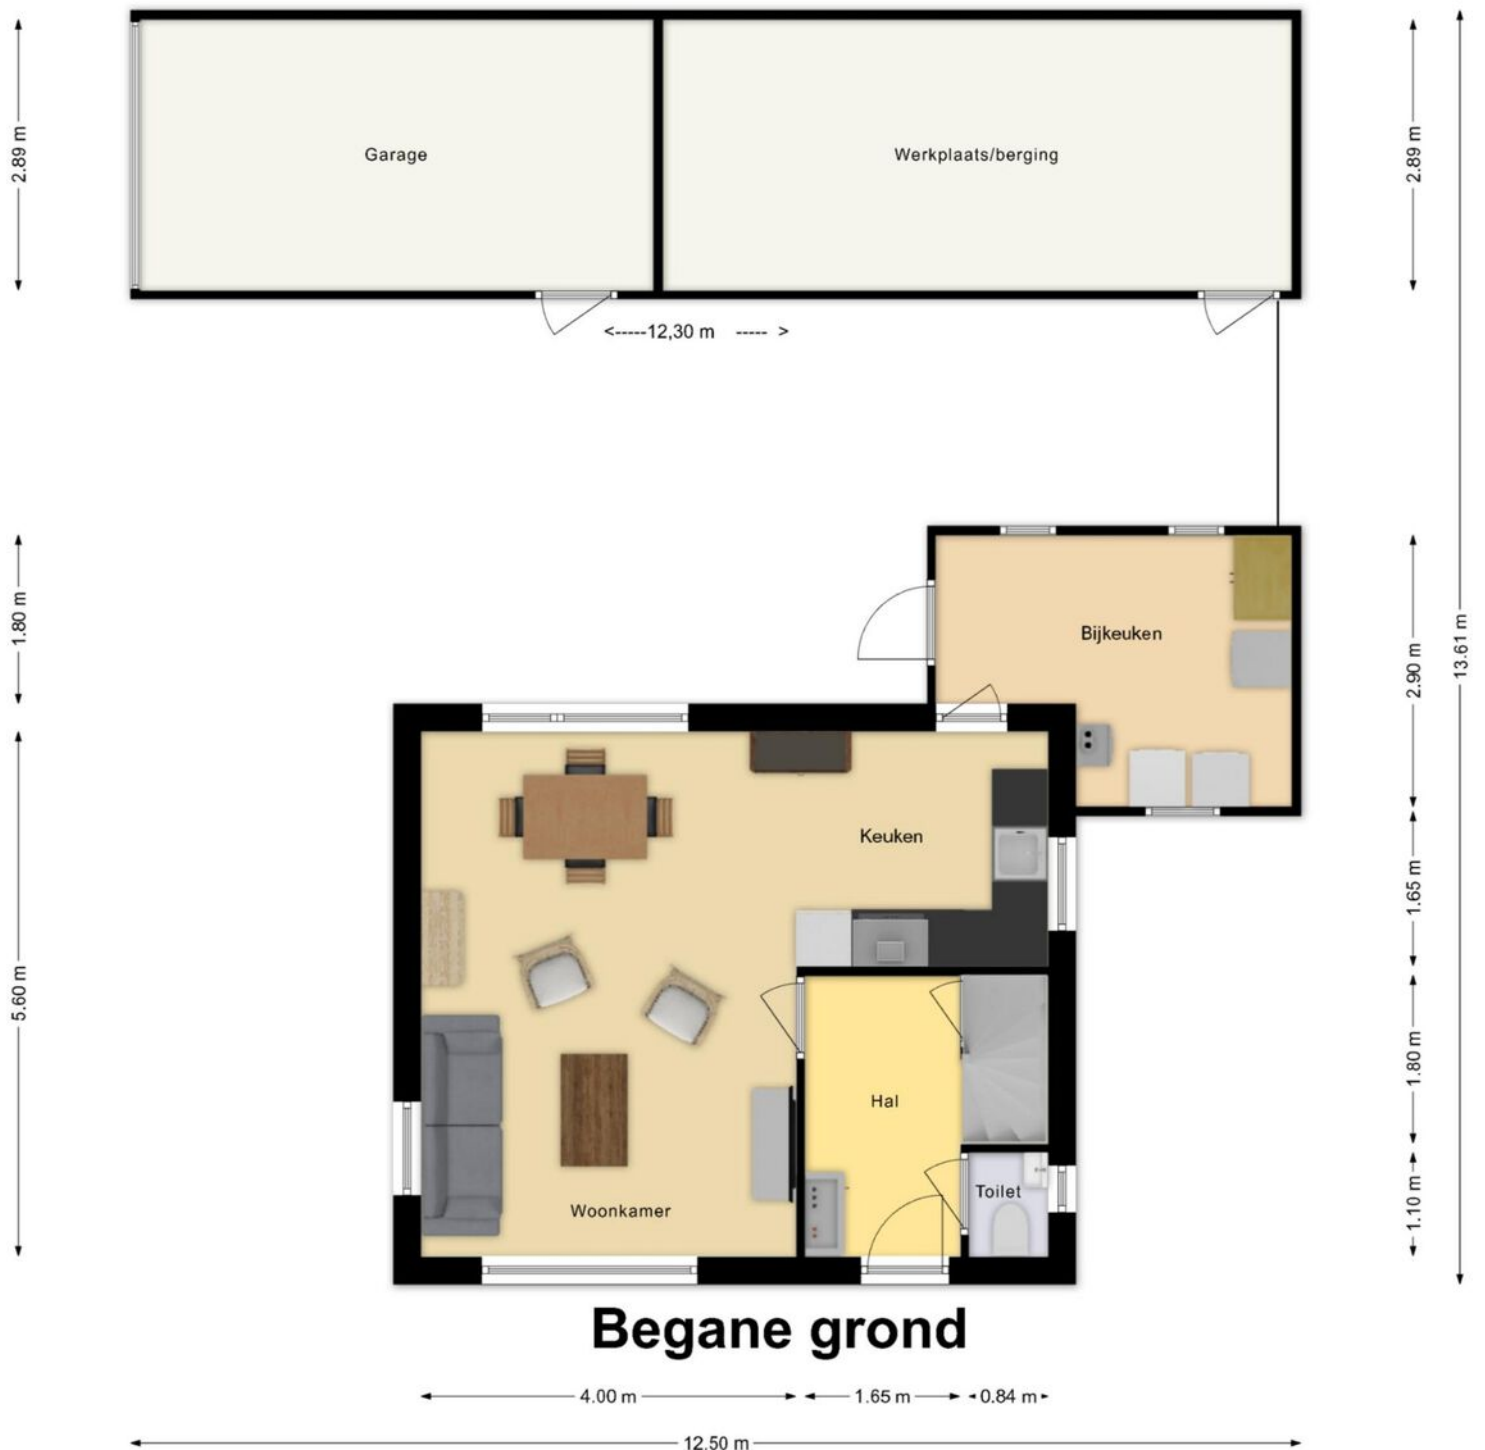 2.89 m
Garage
Werkplaats/berging
2.89 m
<-----12,30 m ----- >
13.61 m
1.80 m
Bijkeuken
2.90 m
Keuken
1.65 m
5.60 m
Hal
1.80 m
Toilet
1.10 m
Woonkamer
Begane grond
4.00 m
1.65 m
0.84 m
12.50 m